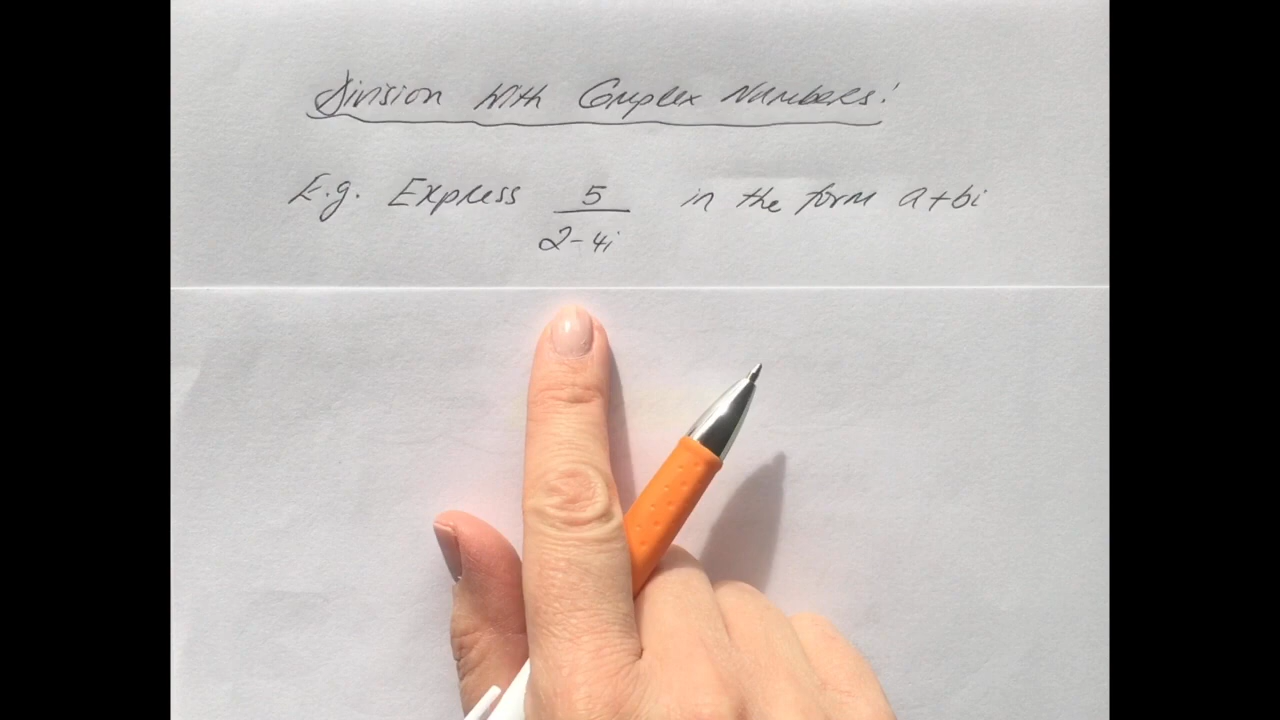 Division with Complex Numbers!
E.g. Express 5/(2-4i) in the form a+bi